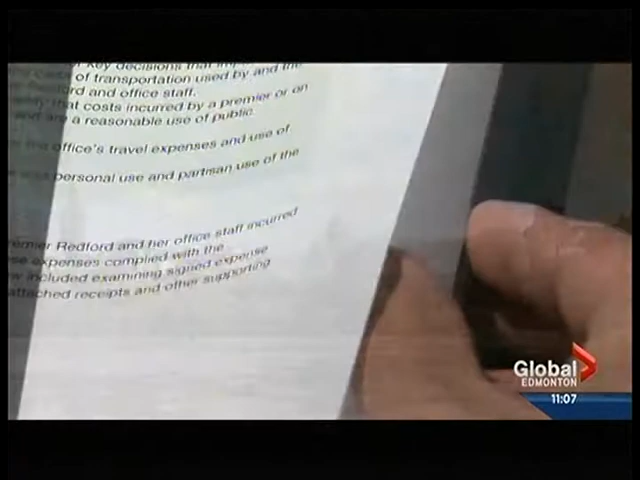 key decisions that
of transportation used by and the
and office staff.
that costs incurred by a premier or on
and are a reasonable use of public
office's travel expenses and use of
personal use and partisan use of the
Premier Redford and her office staff incurred
expenses complied with the
included examining signed expense
attached receipts and other supporting
Global
EDMONTON
11:07